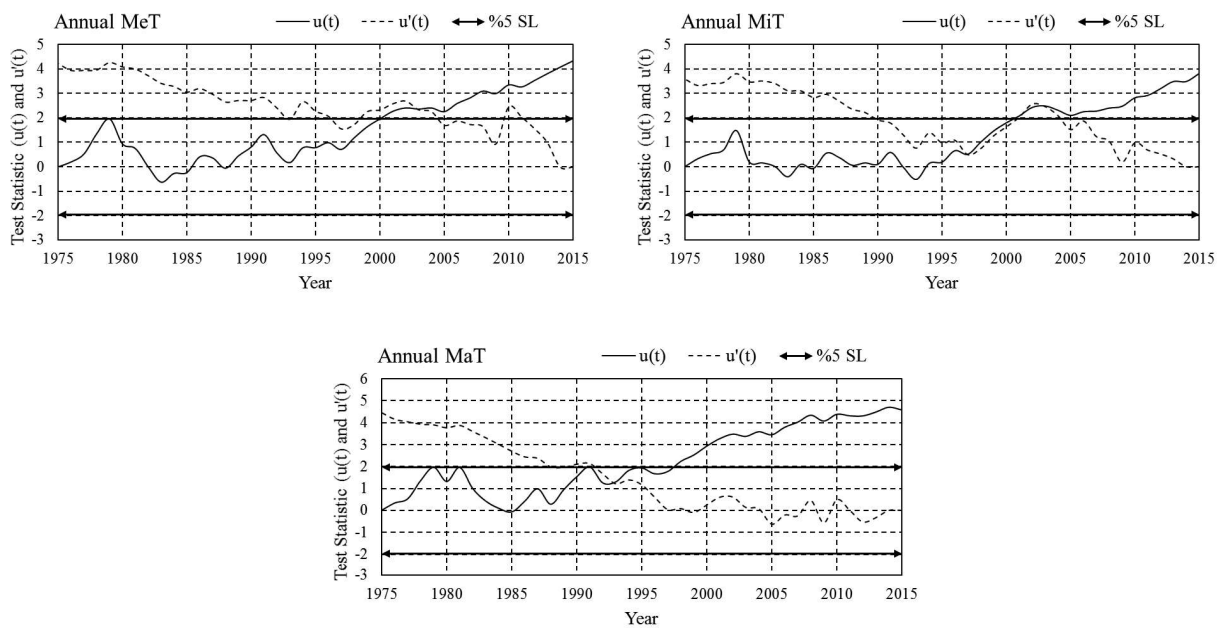 Annual MeT u(t) u'(t) %5 SL
Test Statistic (u(t) and u'(t)
5
4
3
2
1
0
-1
-2
-3
1975 1980 1985 1990 1995 2000 2005 2010 2015
Year
Annual MiT u(t) u'(t) %5 SL
Test Statistic (u(t) and u'(t)
5
4
3
2
1
0
-1
-2
-3
1975 1980 1985 1990 1995 2000 2005 2010 2015
Year
Annual MaT u(t) u'(t) %5 SL
Test Statistic (u(t) and u'(t)
6
5
4
3
2
1
0
-1
-2
-3
1975 1980 1985 1990 1995 2000 2005 2010 2015
Year